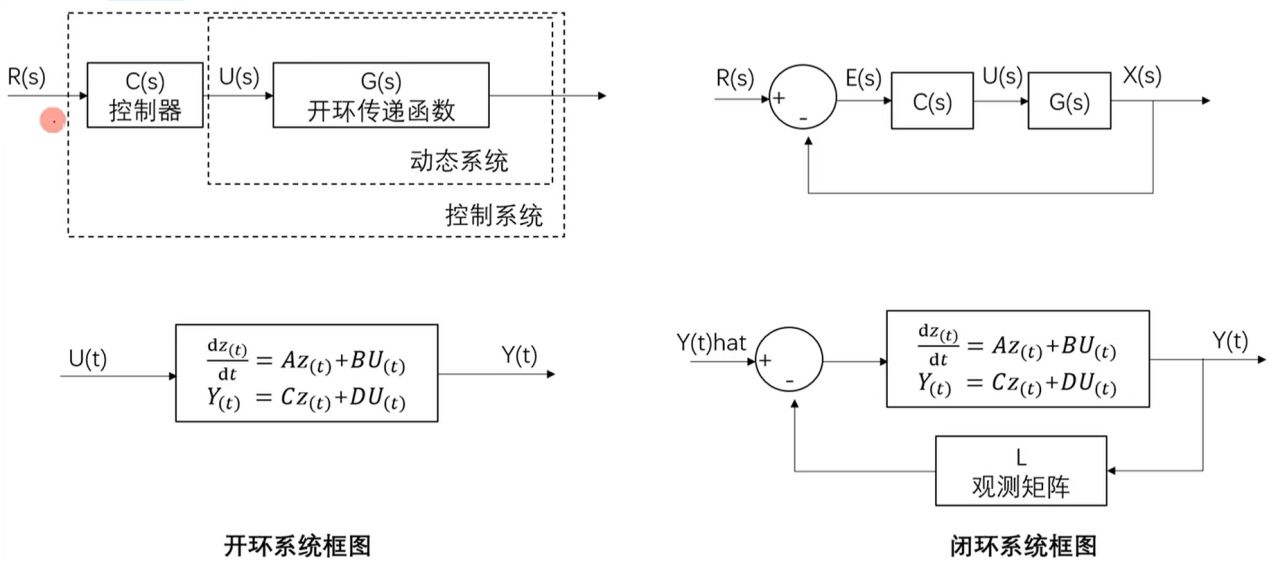 R(s)
C(s)
控制器
U(s)
G(s)
开环传递函数
动态系统
控制系统
R(s)
+
-
E(s)
C(s)
U(s)
G(s)
X(s)
U(t)
dz₍ₜ₎/dt = Az₍ₜ₎+BU₍ₜ₎
Y₍ₜ₎ = Cz₍ₜ₎+DU₍ₜ₎
Y(t)
Y(t)hat
+
-
dz₍ₜ₎/dt = Az₍ₜ₎+BU₍ₜ₎
Y₍ₜ₎ = Cz₍ₜ₎+DU₍ₜ₎
Y(t)
L
观测矩阵
开环系统框图
闭环系统框图